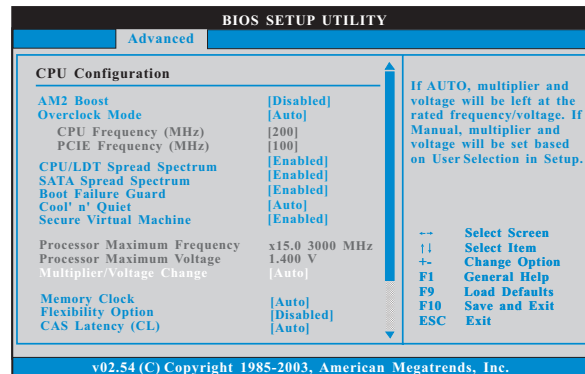 BIOS SETUP UTILITY
Advanced
CPU Configuration
AM2 Boost [Disabled]
Overclock Mode [Auto]
CPU Frequency (MHz) [200]
PCIE Frequency (MHz) [100]
CPU/LDT Spread Spectrum [Enabled]
SATA Spread Spectrum [Enabled]
Boot Failure Guard [Enabled]
Cool' n' Quiet [Auto]
Secure Virtual Machine [Enabled]
Processor Maximum Frequency x15.0 3000 MHz
Processor Maximum Voltage 1.400 V
Multiplier/Voltage Change [Auto]
Memory Clock [Auto]
Flexibility Option [Disabled]
CAS Latency (CL) [Auto]
If AUTO, multiplier and
voltage will be left at the
rated frequency/voltage. If
Manual, multiplier and
voltage will be set based
on User Selection in Setup.
←→ Select Screen
↑↓ Select Item
+- Change Option
F1 General Help
F9 Load Defaults
F10 Save and Exit
ESC Exit
v02.54 (C) Copyright 1985-2003, American Megatrends, Inc.